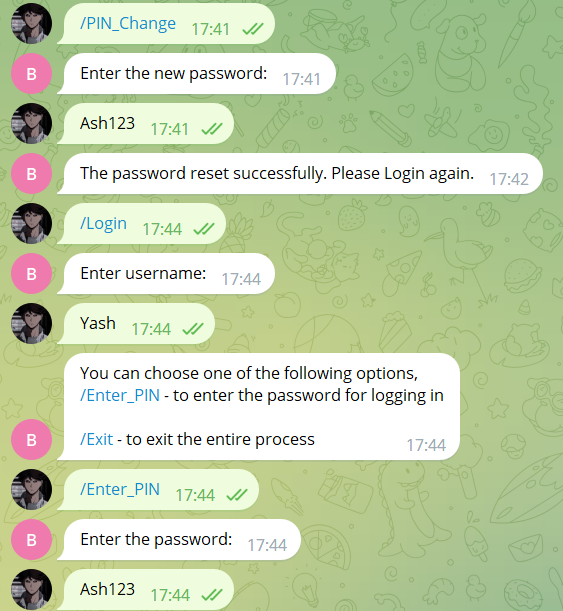 /PIN_Change 17:41
B Enter the new password: 17:41
Ash123 17:41
B The password reset successfully. Please Login again. 17:42
/Login 17:44
B Enter username: 17:44
Yash 17:44
You can choose one of the following options,
/Enter_PIN - to enter the password for logging in
B /Exit - to exit the entire process 17:44
/Enter_PIN 17:44
B Enter the password: 17:44
Ash123 17:44